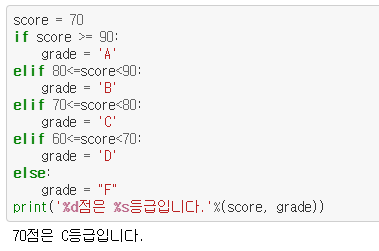 score = 70
if score >= 90:
    grade = 'A'
elif 80<=score<90:
    grade = 'B'
elif 70<=score<80:
    grade = 'C'
elif 60<=score<70:
    grade = 'D'
else:
    grade = "F"
print('%d점은 %s등급입니다.'%(score, grade))
70점은 C등급입니다.